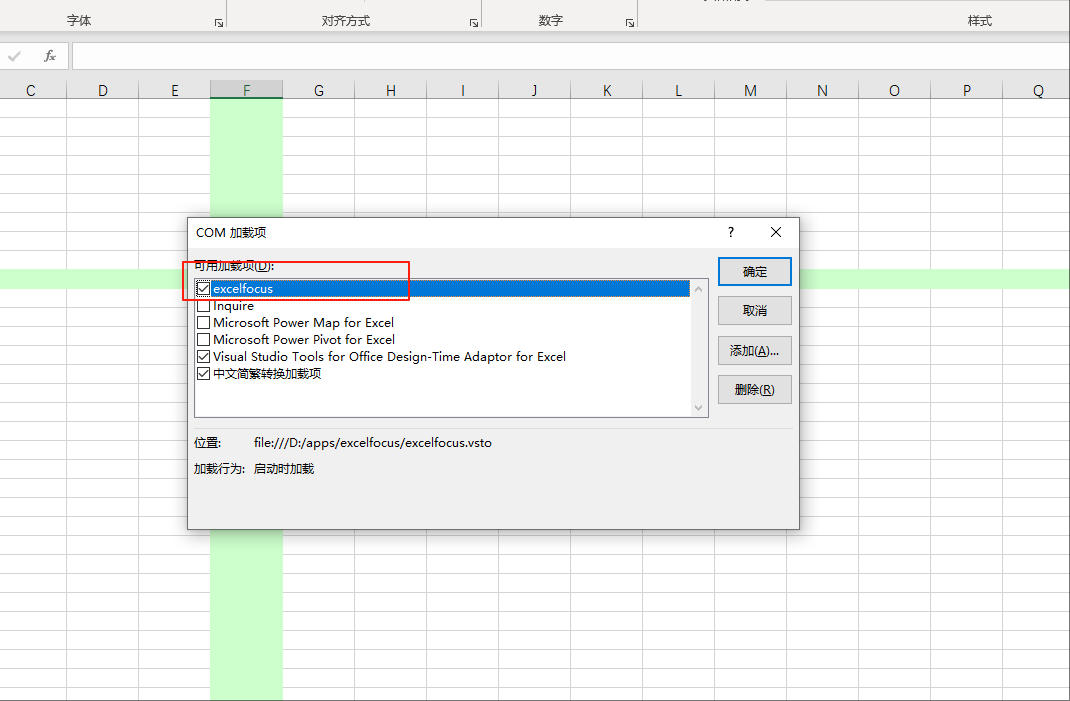 字体 对齐方式 数字 样式
fx
C D E F G H I J K L M N O P Q
COM 加载项 ?
可用加载项(D):
excelfocus
Inquire
Microsoft Power Map for Excel
Microsoft Power Pivot for Excel
Visual Studio Tools for Office Design-Time Adaptor for Excel
中文简繁转换加载项
确定
取消
添加(A)...
删除(R)
位置: file:///D:/apps/excelfocus/excelfocus.vsto
加载行为: 启动时加载